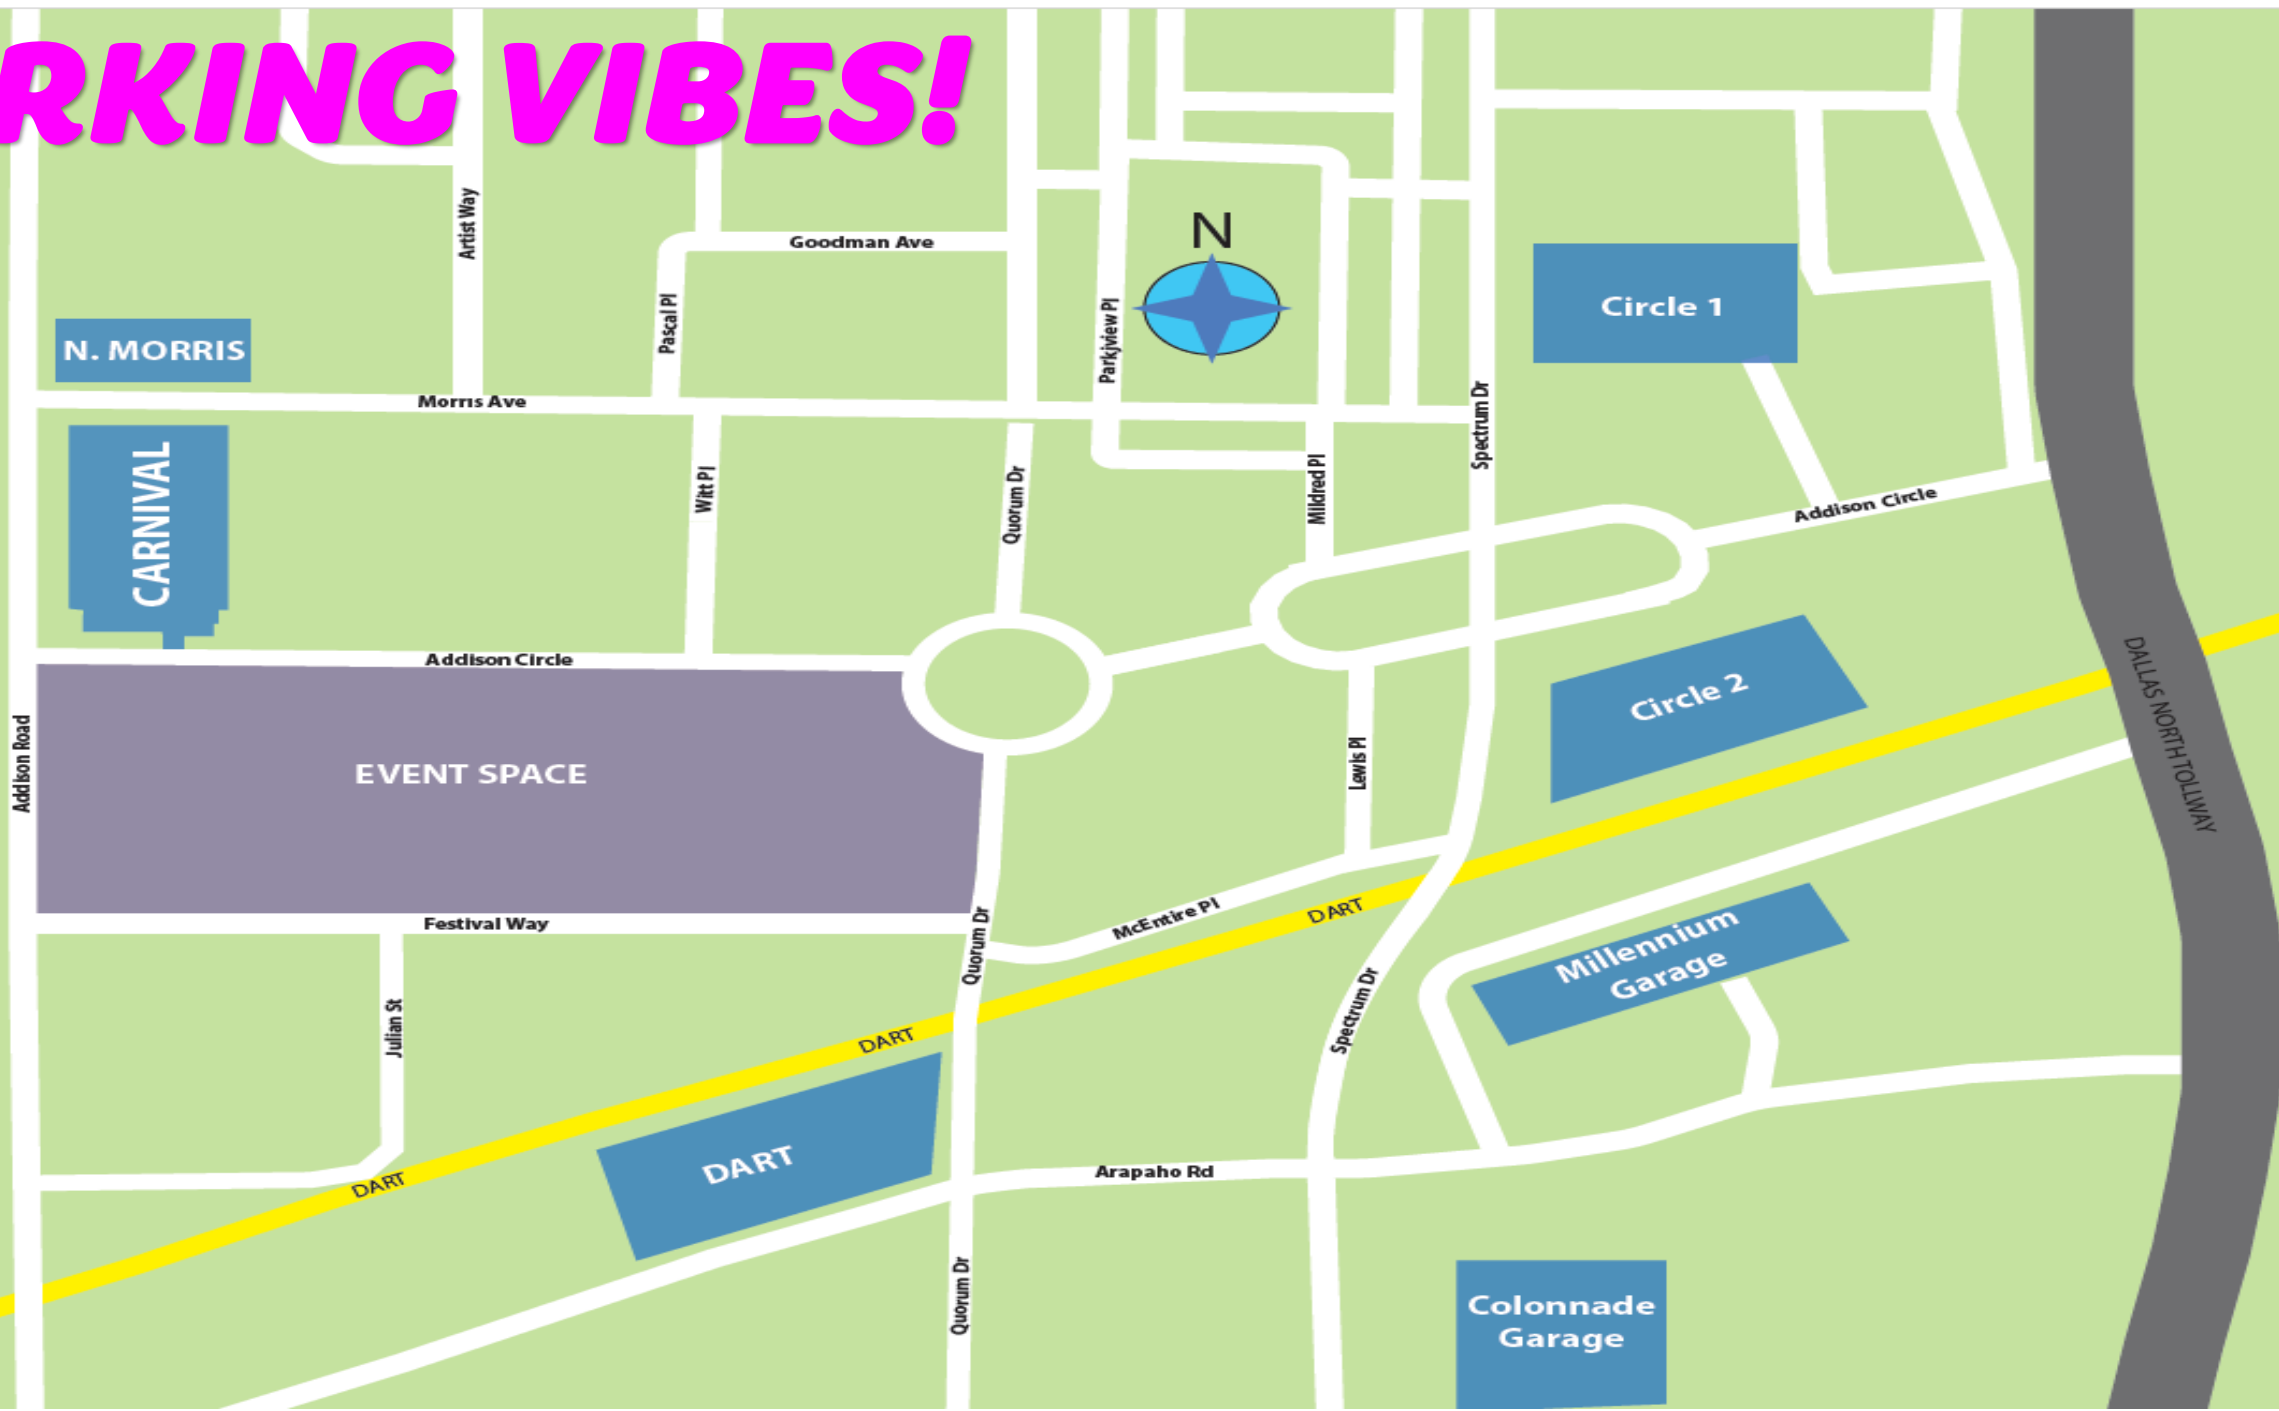 RKING VIBES!
Artist Way
N
Goodman Ave
Pascal Pl
Parkjview Pl
Circle 1
N. MORRIS
Morris Ave
Spectrum Dr
CARNIVAL
Witt Pl
Quorum Dr
Mildred Pl
Addison Circle
Addison Circle
Circle 2
DALLAS NORTH TOLLWAY
Addison Road
EVENT SPACE
Lewis Pl
Festival Way
Quorum Dr
McEntire Pl
DART
Millennium
Garage
Spectrum Dr
Julian St
DART
DART
DART
Arapaho Rd
Quorum Dr
Colonnade
Garage